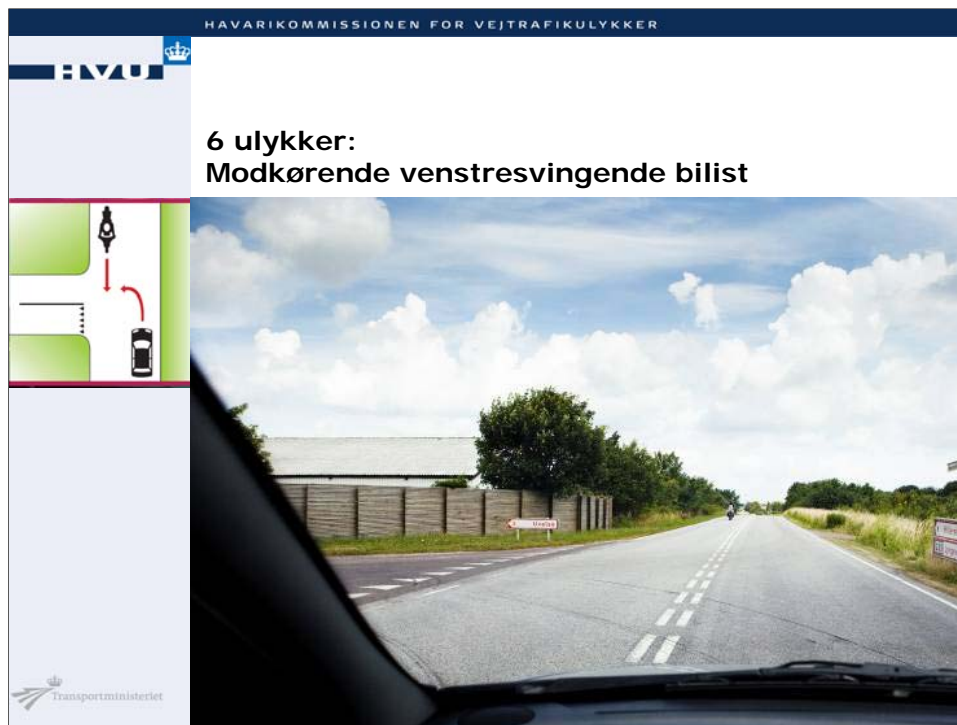 HAVARIKOMMISSIONEN FOR VEJTRAFIKULYKKER
HVU
6 ulykker:
Modkørende venstresvingende bilist
Transportministeriet